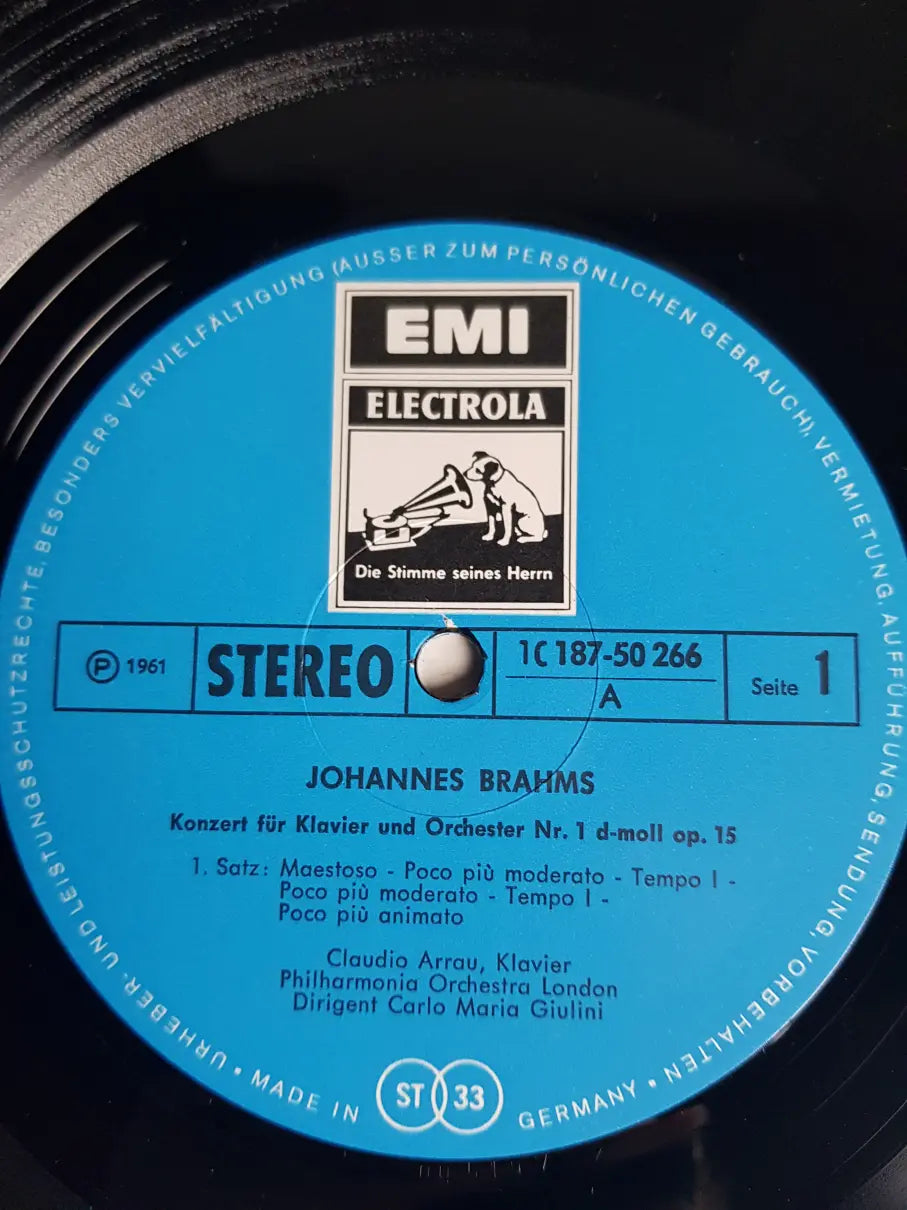 EMI
ELECTROLA
Die Stimme seines Herrn
℗ 1961 STEREO 1C 187-50 266 A Seite 1
JOHANNES BRAHMS
Konzert für Klavier und Orchester Nr. 1 d-moll op. 15
1. Satz: Maestoso - Poco più moderato - Tempo I -
Poco più moderato - Tempo I -
Poco più animato
Claudio Arrau, Klavier
Philharmonia Orchestra London
Dirigent Carlo Maria Giulini
URHEBER- UND LEISTUNGSSCHUTZRECHTE, BESONDERS VERVIELFÄLTIGUNG (AUSSER ZUM PERSÖNLICHEN GEBRAUCH), VERMIETUNG, AUFFÜHRUNG, SENDUNG, VORBEHALTEN •
• MADE IN ST 33 GERMANY